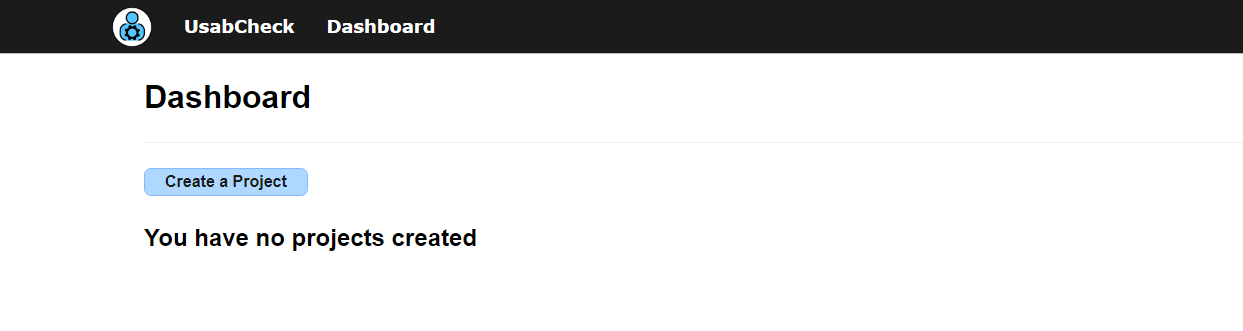 UsabCheck Dashboard
Dashboard
Create a Project
You have no projects created